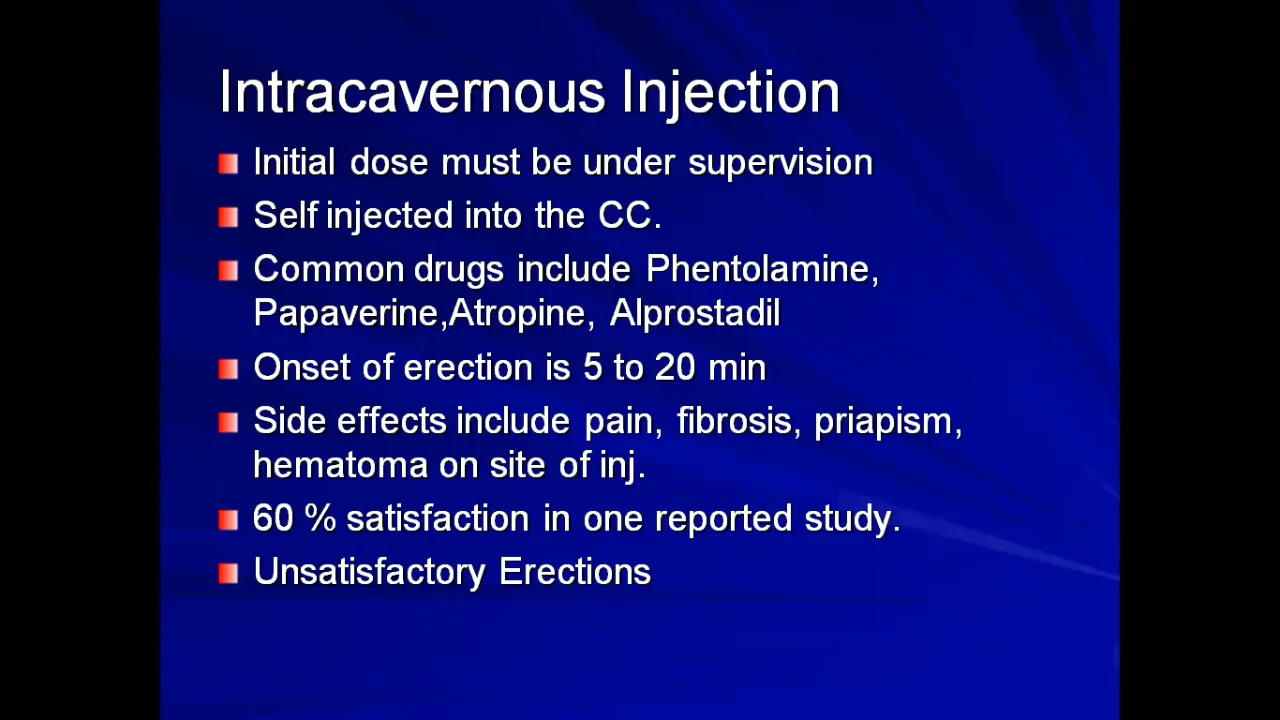 Intracavernous Injection
Initial dose must be under supervision
Self injected into the CC.
Common drugs include Phentolamine,
Papaverine,Atropine, Alprostadil
Onset of erection is 5 to 20 min
Side effects include pain, fibrosis, priapism,
hematoma on site of inj.
60 % satisfaction in one reported study.
Unsatisfactory Erections